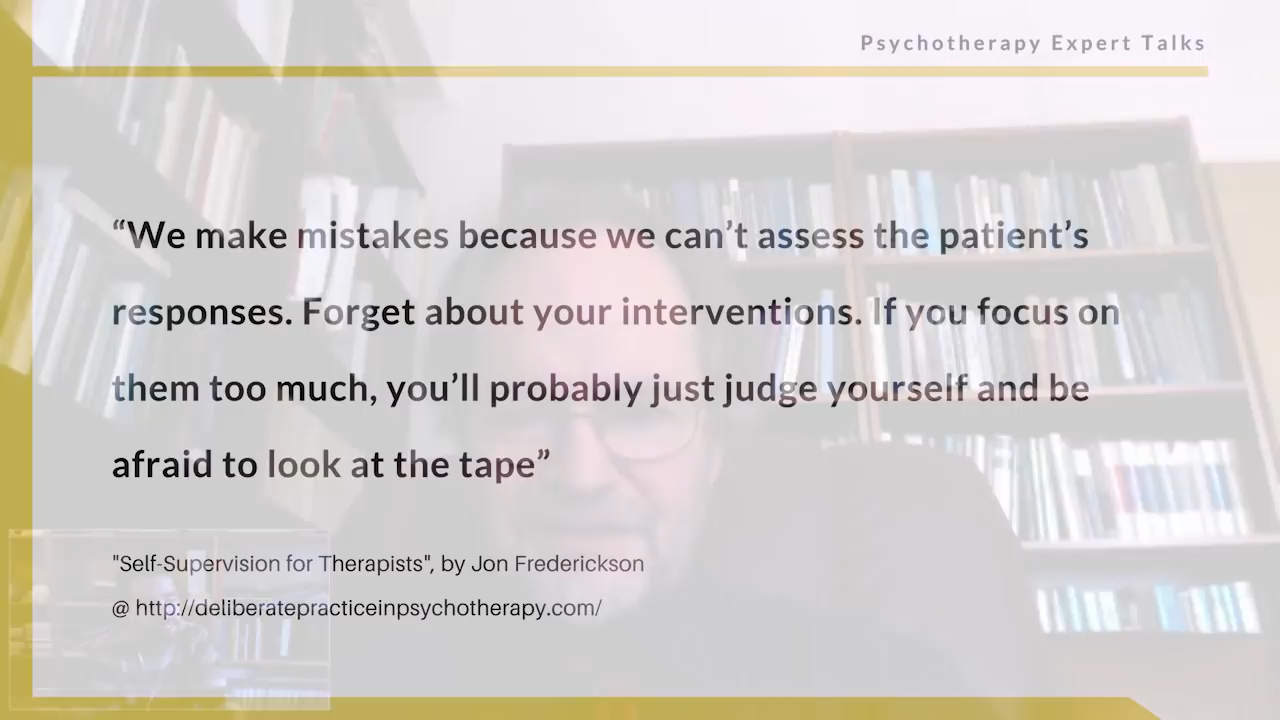 Psychotherapy Expert Talks
“We make mistakes because we can’t assess the patient’s
responses. Forget about your interventions. If you focus on
them too much, you’ll probably just judge yourself and be
afraid to look at the tape”
"Self-Supervision for Therapists", by Jon Frederickson
@ http://deliberatepracticeinpsychotherapy.com/